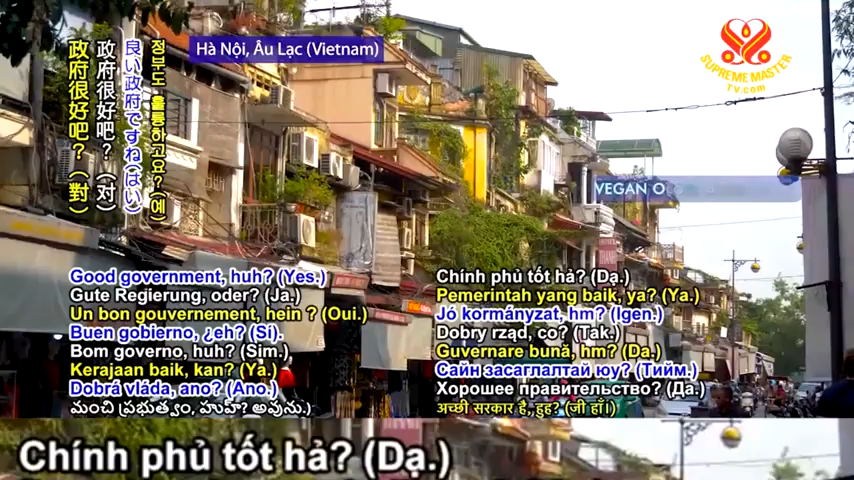 Hà Nội, Âu Lạc (Vietnam)
SUPREME MASTER
TV.com
政府很好吧？（對）
政府很好吧？（对）
良い政府ですね（はい）
정부도 훌륭하고요? (예)
VEGAN
Good government, huh? (Yes.)
Gute Regierung, oder? (Ja.)
Un bon gouvernement, hein ? (Oui.)
Buen gobierno, ¿eh? (Sí).
Bom governo, huh? (Sim.)
Kerajaan baik, kan? (Ya.)
Dobrá vláda, ano? (Ano.)
మంచి ప్రభుత్వం, హుహ్? అవును.)
Chính phủ tốt hả? (Dạ.)
Pemerintah yang baik, ya? (Ya.)
Jó kormányzat, hm? (Igen.)
Dobry rząd, co? (Tak.)
Guvernare bună, hm? (Da.)
Сайн засаглалтай юу? (Тийм.)
Хорошее правительство? (Да.)
अच्छी सरकार है, हुह? (जी हाँ।)
Chính phủ tốt hả? (Dạ.)
SUPREME MASTER
TV.com